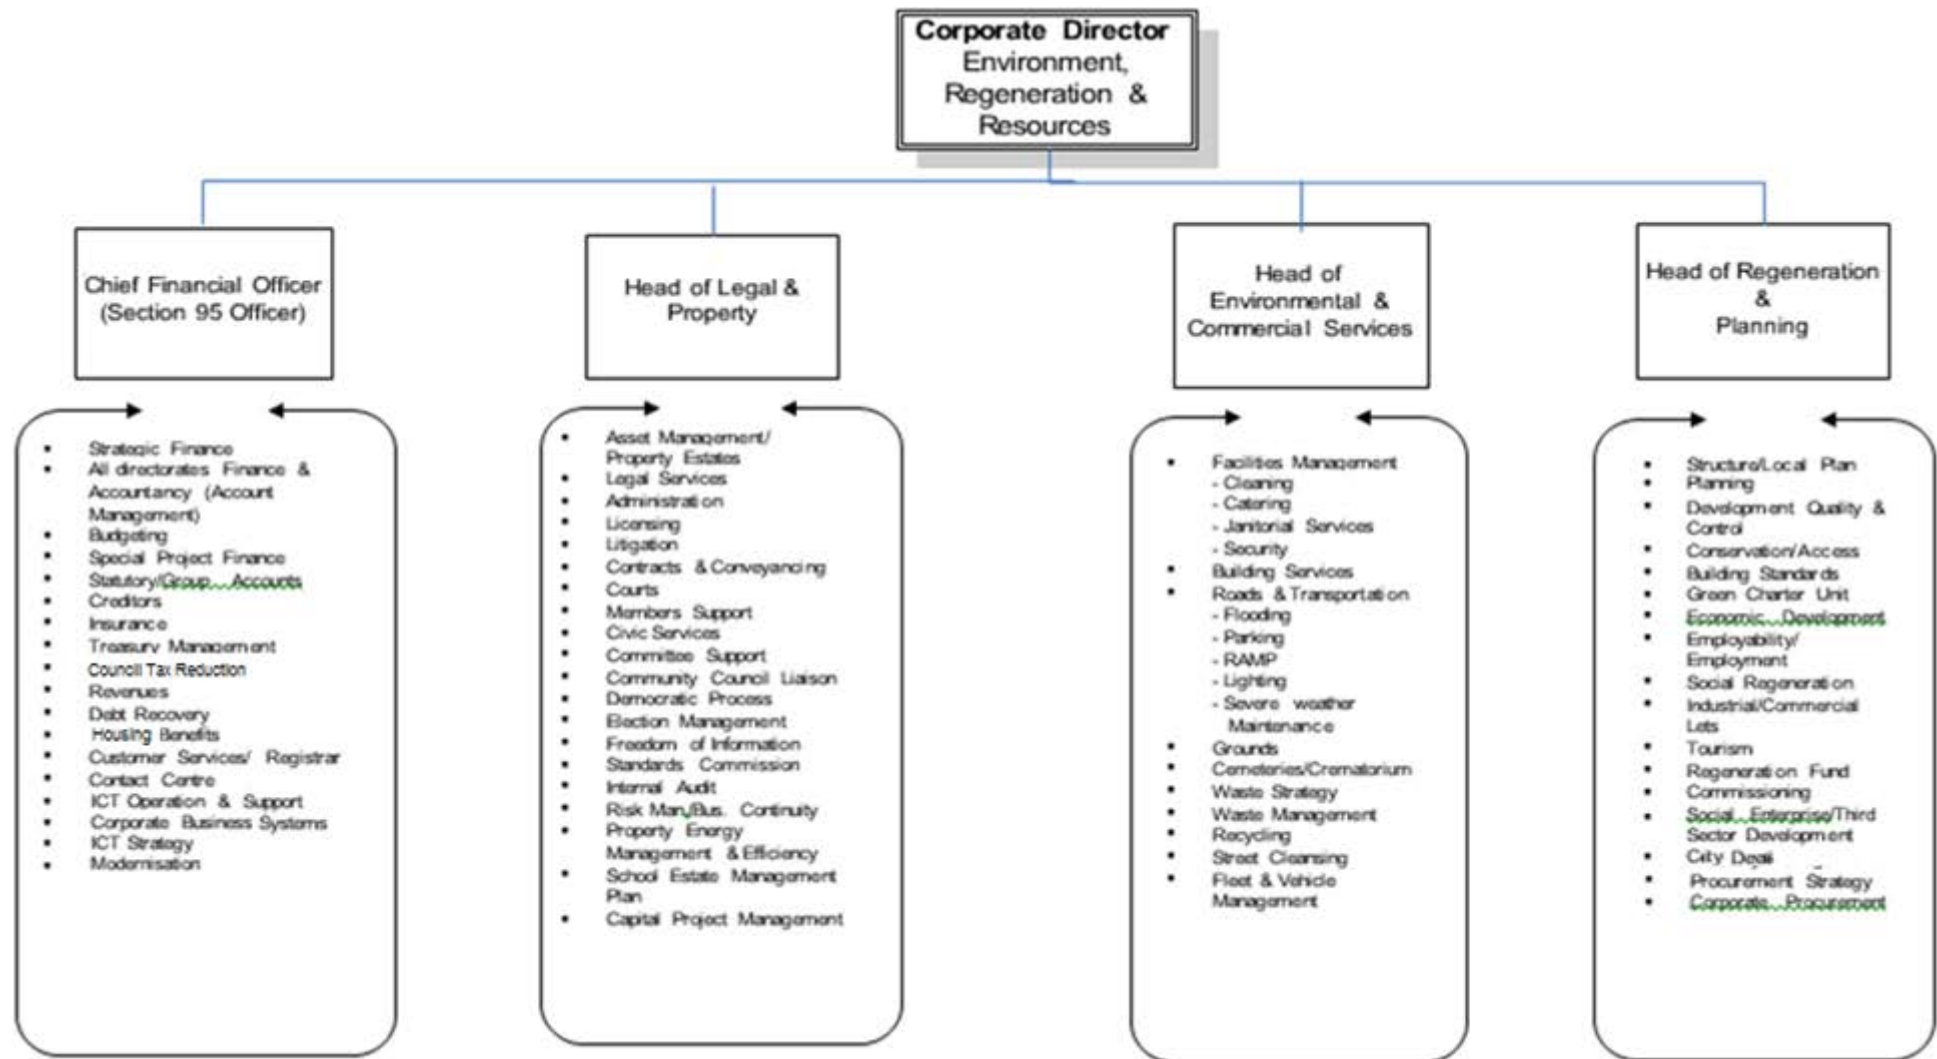 Corporate Director
Environment,
Regeneration &
Resources
Chief Financial Officer
(Section 95 Officer)
Head of Legal &
Property
Head of
Environmental &
Commercial Services
Head of Regeneration
&
Planning
▪ Strategic Finance
▪ All directorates Finance &
Accountancy (Account
Management)
▪ Budgeting
▪ Special Project Finance
▪ Statutory/Group Accounts
▪ Creditors
▪ Insurance
▪ Treasury Management
▪ Council Tax Reduction
▪ Revenues
▪ Debt Recovery
▪ Housing Benefits
▪ Customer Services/ Registrar
▪ Contact Centre
▪ ICT Operation & Support
▪ Corporate Business Systems
▪ ICT Strategy
▪ Modernisation
▪ Asset Management/
Property Estates
▪ Legal Services
▪ Administration
▪ Licensing
▪ Litigation
▪ Contracts & Conveyancing
▪ Courts
▪ Members Support
▪ Civic Services
▪ Committee Support
▪ Community Council Liaison
▪ Democratic Process
▪ Election Management
▪ Freedom of Information
▪ Standards Commission
▪ Internal Audit
▪ Risk Man./Bus. Continuity
▪ Property Energy
Management & Efficiency
▪ School Estate Management
Plan
▪ Capital Project Management
▪ Facilities Management
- Cleaning
- Catering
- Janitorial Services
- Security
▪ Building Services
▪ Roads & Transportation
- Flooding
- Parking
- RAMP
- Lighting
- Severe weather
Maintenance
▪ Grounds
▪ Cemeteries/Crematorium
▪ Waste Strategy
▪ Waste Management
▪ Recycling
▪ Street Cleansing
▪ Fleet & Vehicle
Management
▪ Structure/Local Plan
▪ Planning
▪ Development Quality &
Control
▪ Conservation/Access
▪ Building Standards
▪ Green Charter Unit
▪ Economic Development
▪ Employability/
Employment
▪ Social Regeneration
▪ Industrial/Commercial
Lets
▪ Tourism
▪ Regeneration Fund
▪ Commissioning
▪ Social Enterprise/Third
Sector Development
▪ City Deal
▪ Procurement Strategy
▪ Corporate Procurement